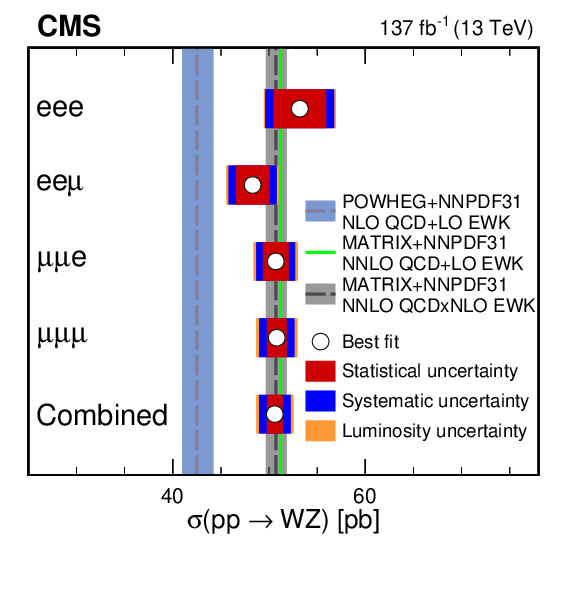 CMS 137 fb⁻¹ (13 TeV)
eee
eeμ
μμe
μμμ
Combined
POWHEG+NNPDF31
NLO QCD+LO EWK
MATRIX+NNPDF31
NNLO QCD+LO EWK
MATRIX+NNPDF31
NNLO QCDxNLO EWK
Best fit
Statistical uncertainty
Systematic uncertainty
Luminosity uncertainty
40 60
σ(pp → WZ) [pb]